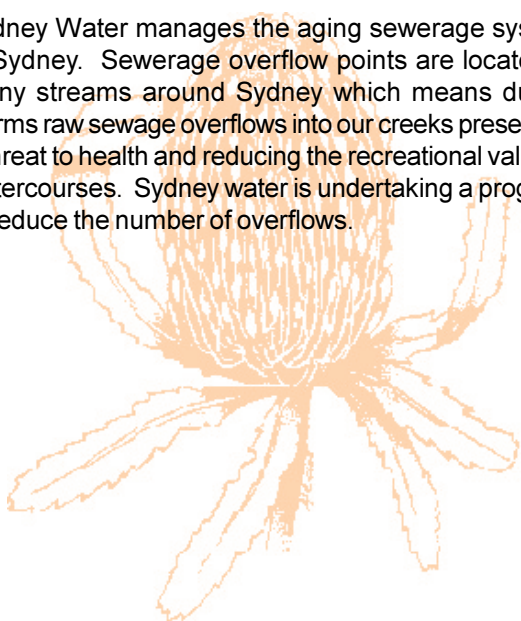 dney Water manages the aging sewerage sys
Sydney. Sewerage overflow points are locate
ny streams around Sydney which means du
rms raw sewage overflows into our creeks prese
hreat to health and reducing the recreational val
tercourses. Sydney water is undertaking a prog
educe the number of overflows.